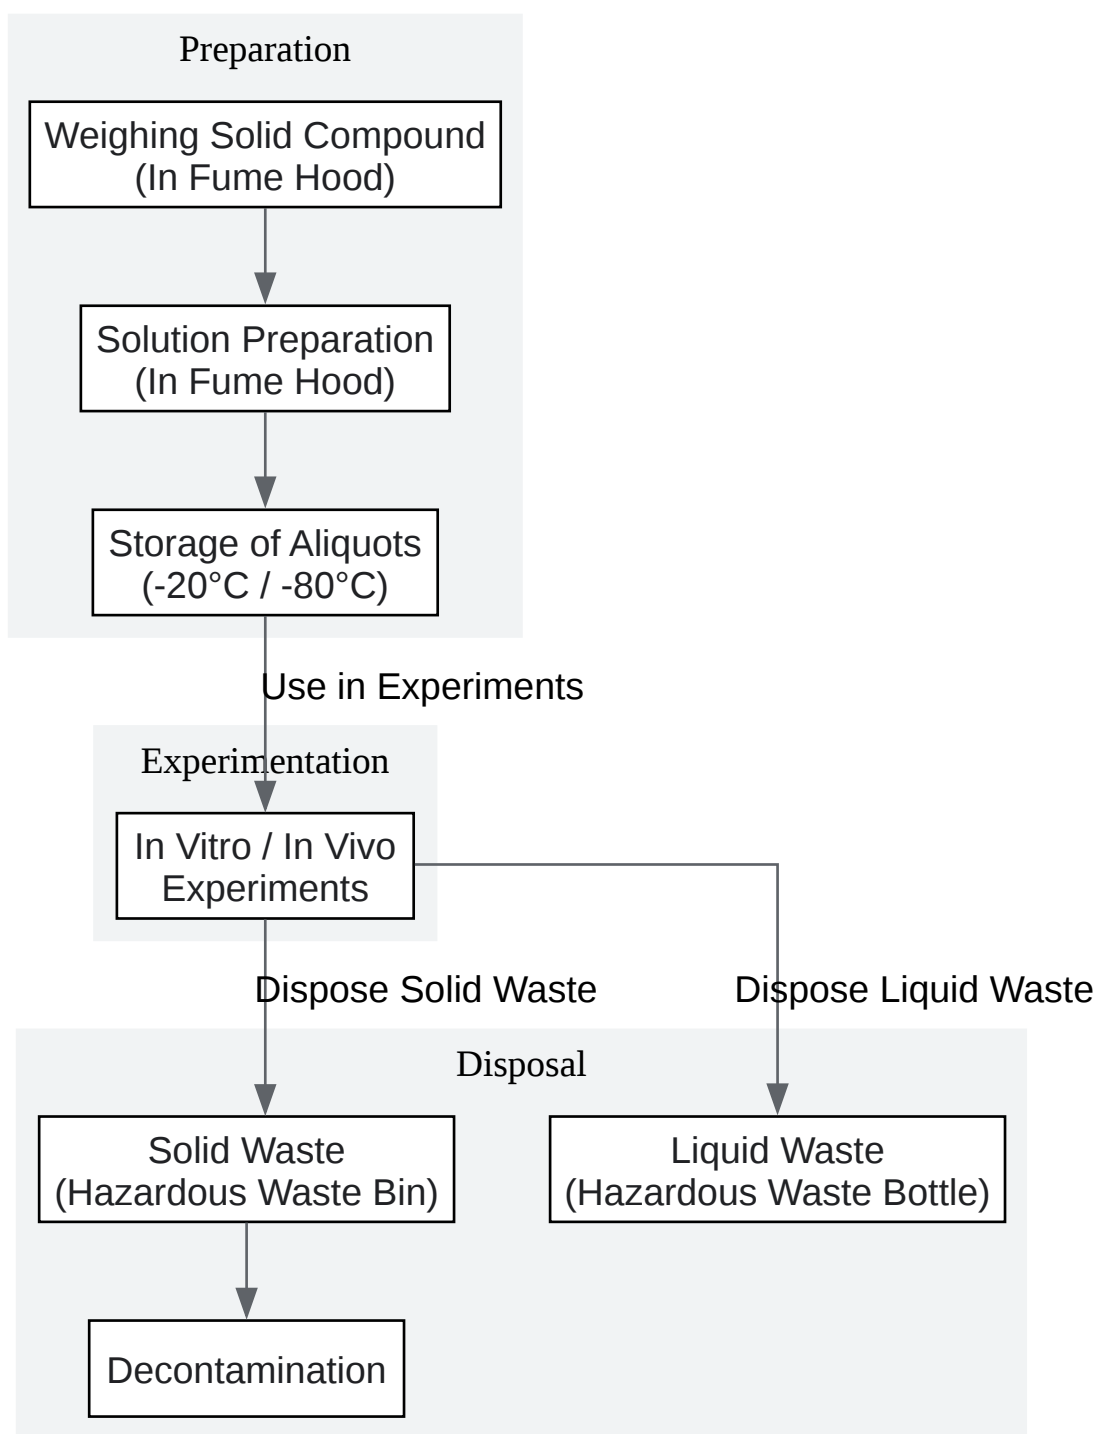 Preparation
Weighing Solid Compound
(In Fume Hood)
Solution Preparation
(In Fume Hood)
Storage of Aliquots
(-20°C / -80°C)
Use in Experiments
Experimentation
In Vitro / In Vivo
Experiments
Dispose Solid Waste
Dispose Liquid Waste
Disposal
Solid Waste
(Hazardous Waste Bin)
Liquid Waste
(Hazardous Waste Bottle)
Decontamination